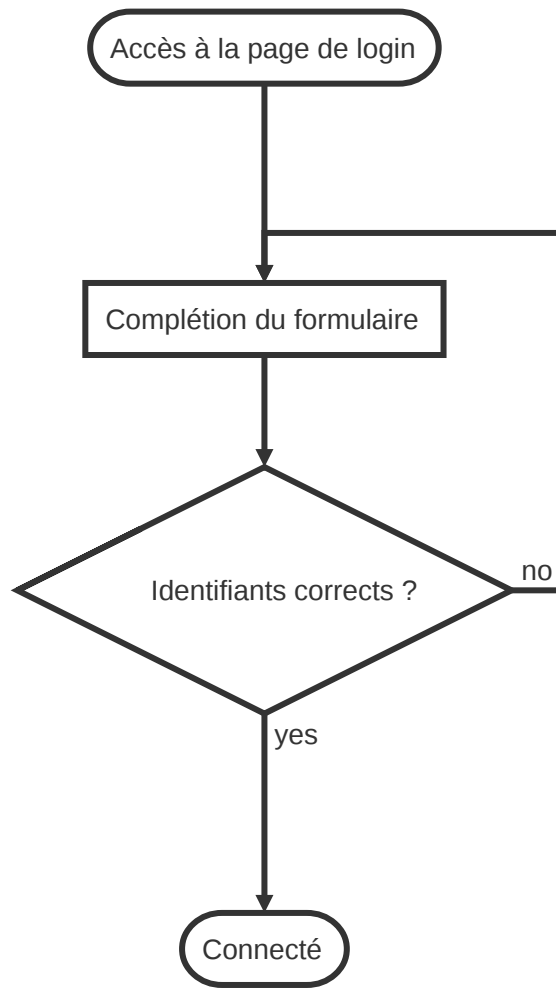 Accès à la page de login
Complétion du formulaire
Identifiants corrects ?
no
yes
Connecté